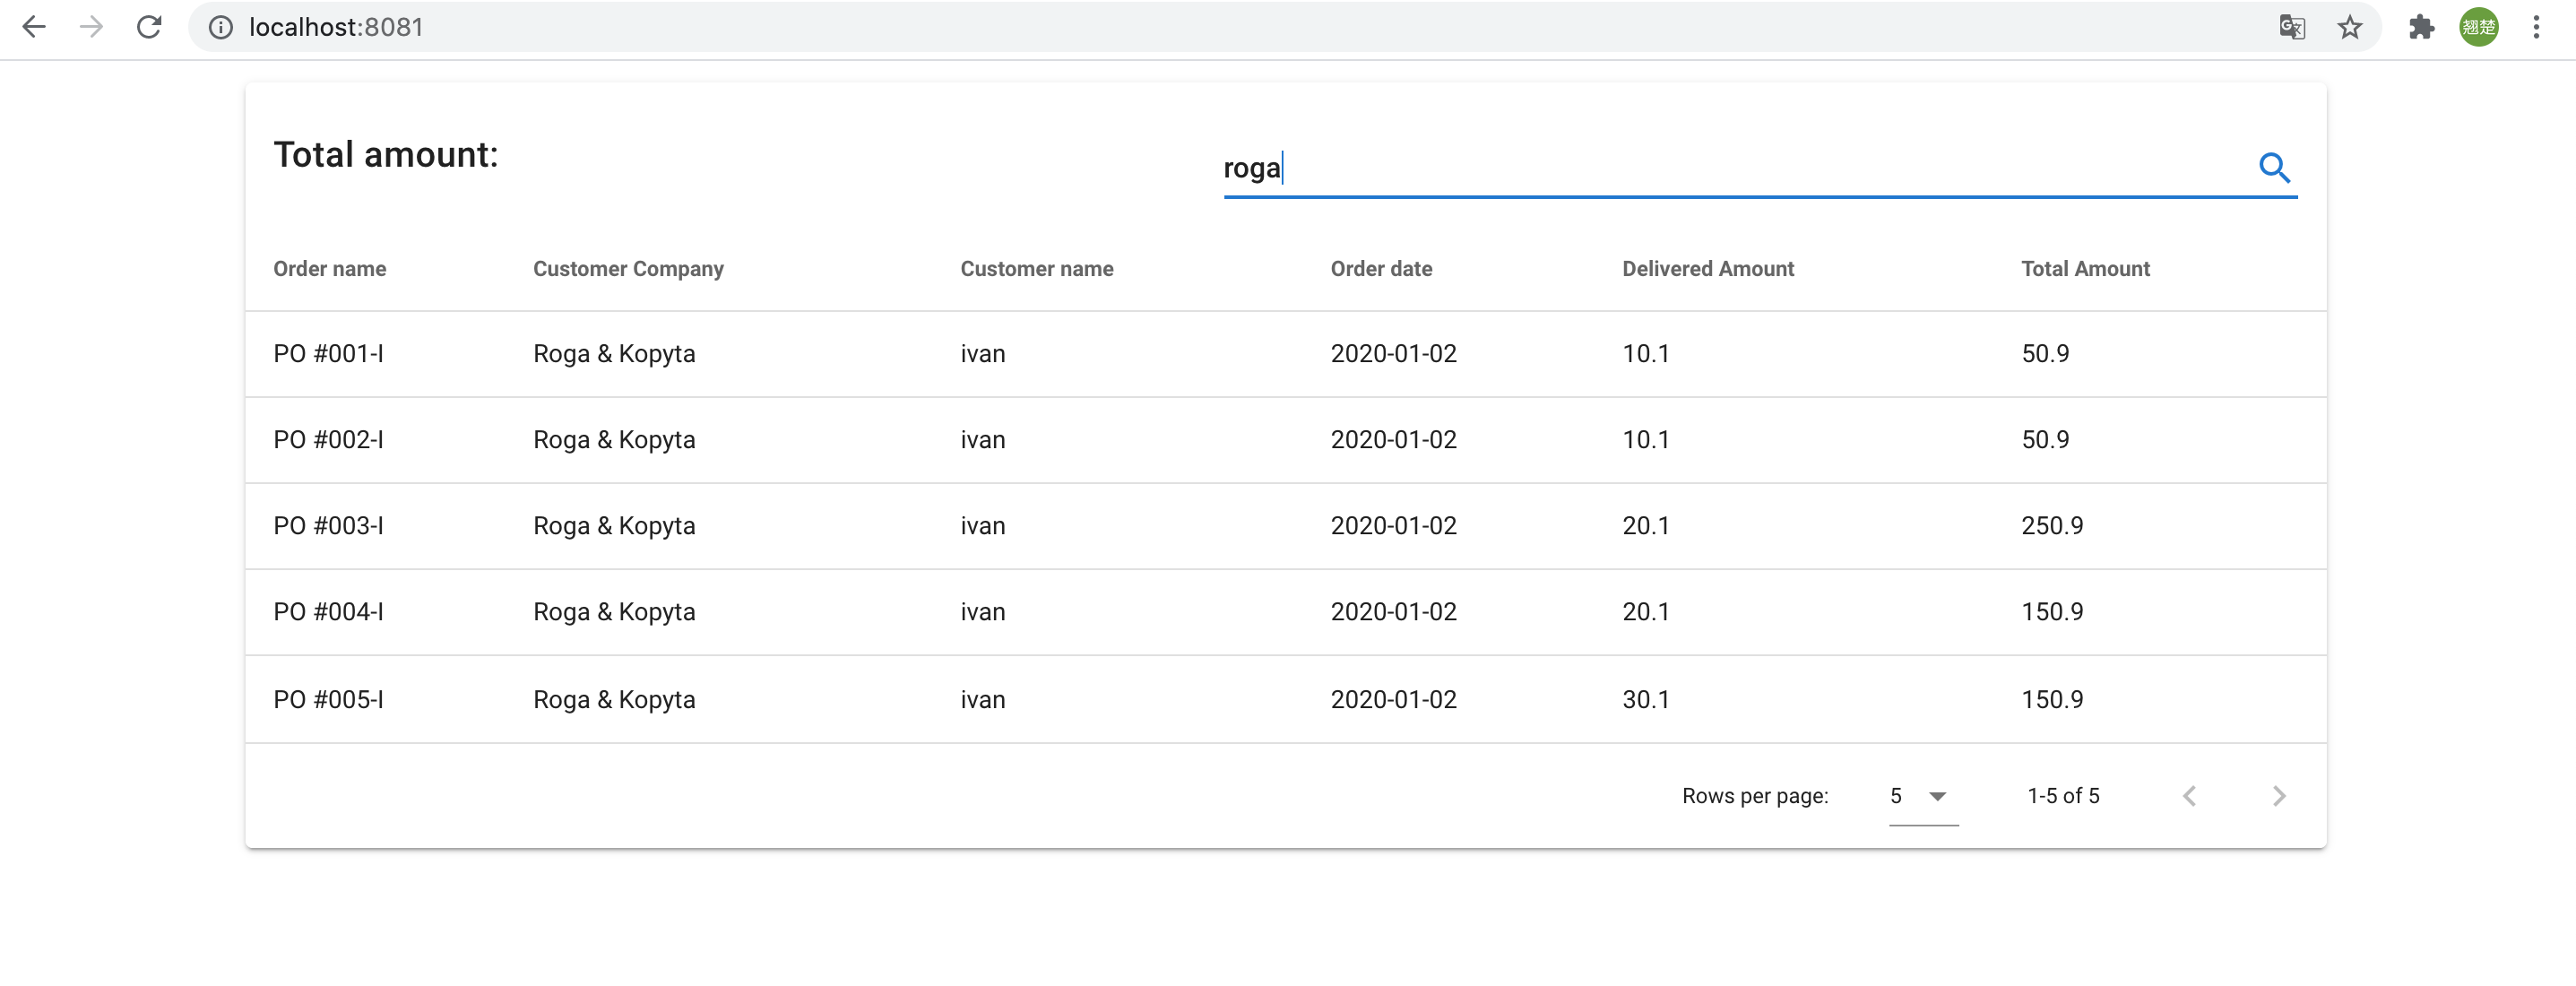 localhost:8081
翘楚
Total amount:
roga
Order name Customer Company Customer name Order date Delivered Amount Total Amount
PO #001-I Roga & Kopyta ivan 2020-01-02 10.1 50.9
PO #002-I Roga & Kopyta ivan 2020-01-02 10.1 50.9
PO #003-I Roga & Kopyta ivan 2020-01-02 20.1 250.9
PO #004-I Roga & Kopyta ivan 2020-01-02 20.1 150.9
PO #005-I Roga & Kopyta ivan 2020-01-02 30.1 150.9
Rows per page: 5 1-5 of 5